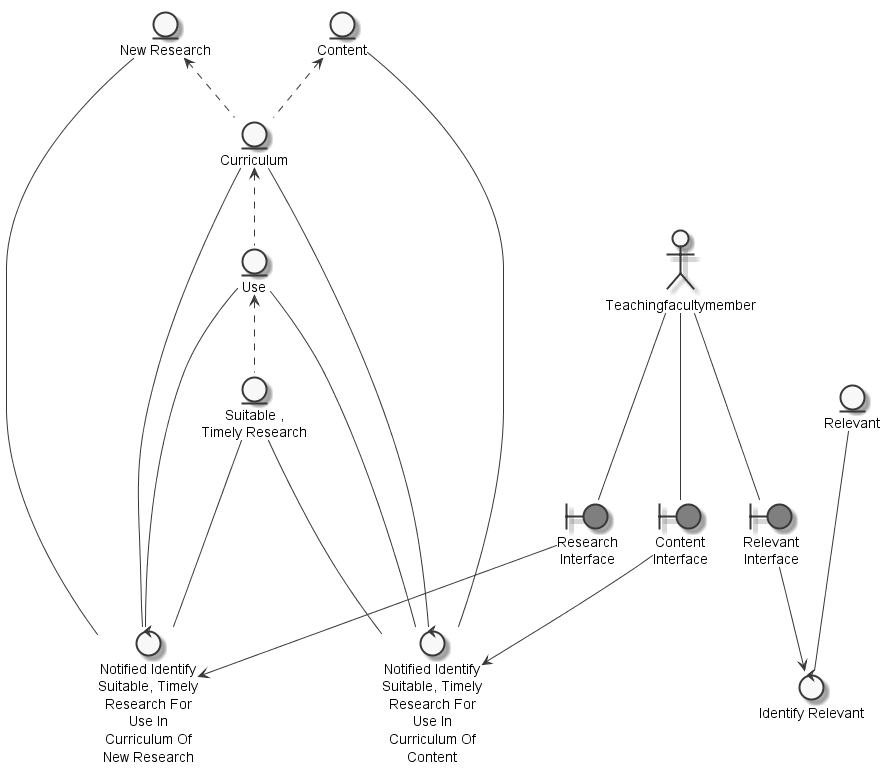 New Research
Content
Curriculum
Use
Teachingfacultymember
Suitable ,
Timely Research
Relevant
Research
Interface
Content
Interface
Relevant
Interface
Notified Identify
Suitable, Timely
Research For
Use In
Curriculum Of
New Research
Notified Identify
Suitable, Timely
Research For
Use In
Curriculum Of
Content
Identify Relevant